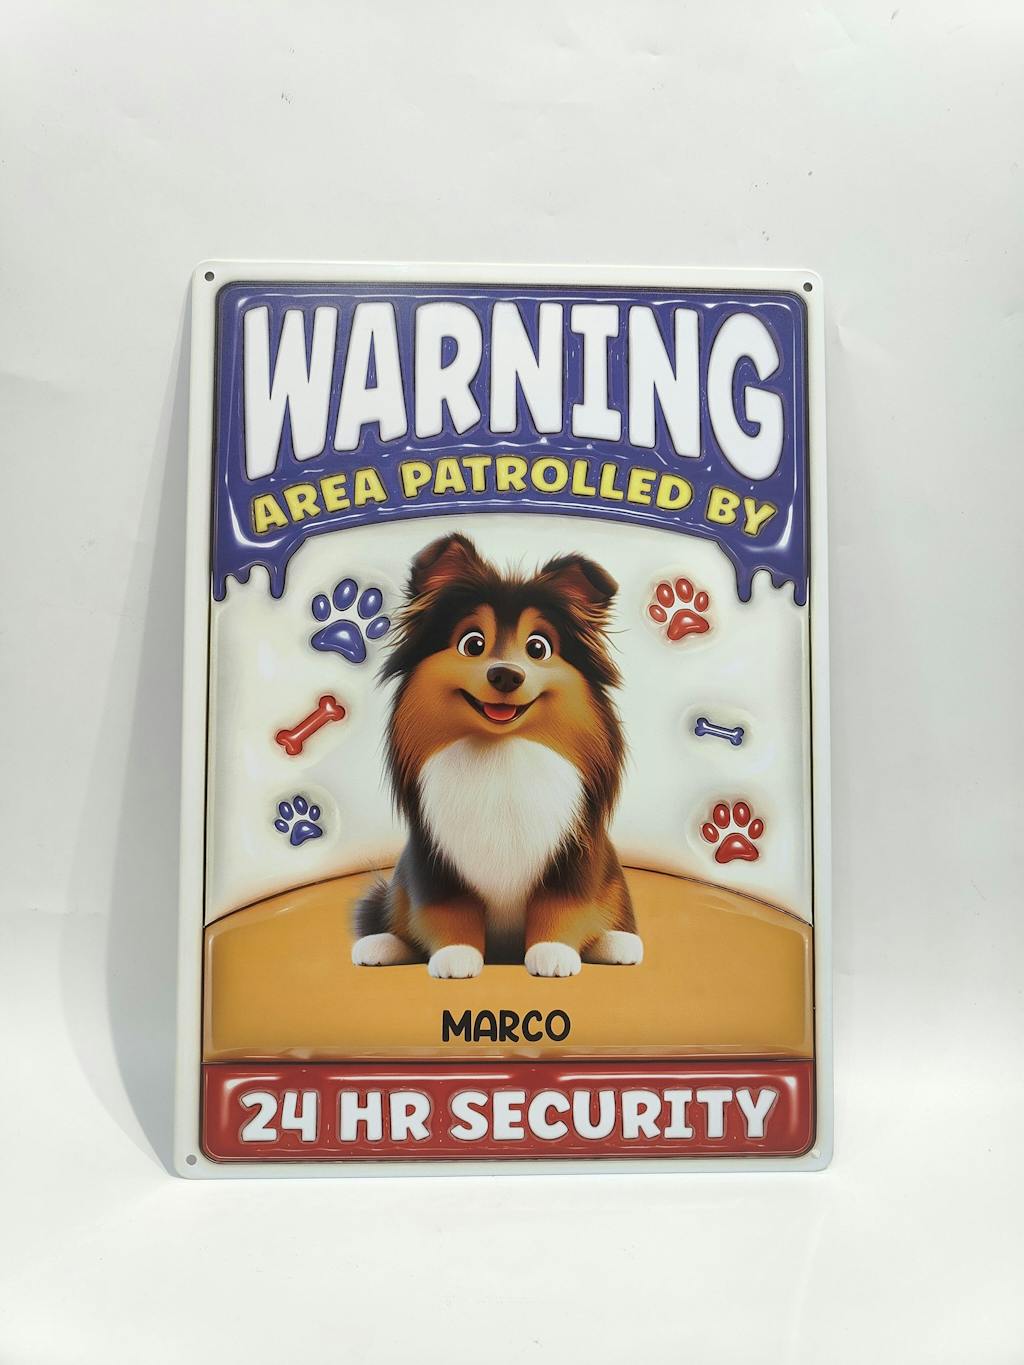 WARNING
AREA PATROLLED BY
MARCO
24 HR SECURITY